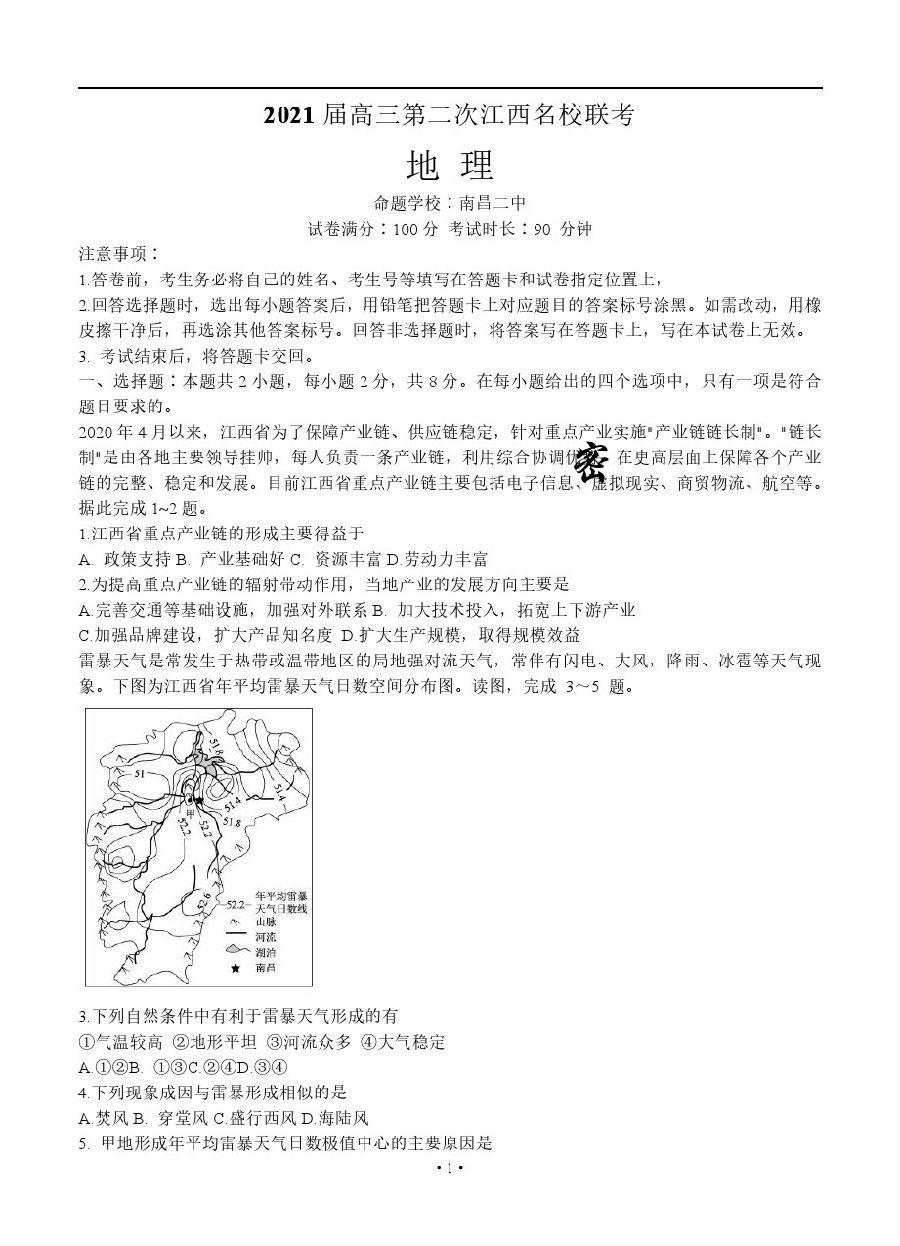 2021 届高三第二次江西名校联考
地 理
命题学校：南昌二中
试卷满分：100 分 考试时长：90 分钟
注意事项：
1.答卷前，考生务必将自己的姓名、考生号等填写在答题卡和试卷指定位置上，
2.回答选择题时，选出每小题答案后，用铅笔把答题卡上对应题目的答案标号涂黑。如需改动，用橡
皮擦干净后，再选涂其他答案标号。回答非选择题时，将答案写在答题卡上，写在本试卷上无效。
3. 考试结束后，将答题卡交回。
一、选择题：本题共 2 小题，每小题 2 分，共 8 分。在每小题给出的四个选项中，只有一项是符合
题目要求的。
2020 年 4 月以来，江西省为了保障产业链、供应链稳定，针对重点产业实施"产业链链长制"。"链长
制"是由各地主要领导挂帅，每人负责一条产业链，利用综合协调优 密 在更高层面上保障各个产业
链的完整、稳定和发展。目前江西省重点产业链主要包括电子信息、虚拟现实、商贸物流、航空等。
据此完成 1~2 题。
1.江西省重点产业链的形成主要得益于
A. 政策支持 B. 产业基础好 C. 资源丰富 D.劳动力丰富
2.为提高重点产业链的辐射带动作用，当地产业的发展方向主要是
A.完善交通等基础设施，加强对外联系 B. 加大技术投入，拓宽上下游产业
C.加强品牌建设，扩大产品知名度 D.扩大生产规模，取得规模效益
雷暴天气是常发生于热带或温带地区的局地强对流天气，常伴有闪电、大风，降雨、冰雹等天气现
象。下图为江西省年平均雷暴天气日数空间分布图。读图，完成 3～5 题。
51.8
51
51.4
51.4
甲
51.8
52.2
52.2
52.6
52.2 年平均雷暴
天气日数线
山脉
河流
湖泊
南昌
3.下列自然条件中有利于雷暴天气形成的有
①气温较高 ②地形平坦 ③河流众多 ④大气稳定
A.①②B. ①③C.②④D.③④
4.下列现象成因与雷暴形成相似的是
A.焚风 B. 穿堂风 C.盛行西风 D.海陆风
5. 甲地形成年平均雷暴天气日数极值中心的主要原因是
• 1 •